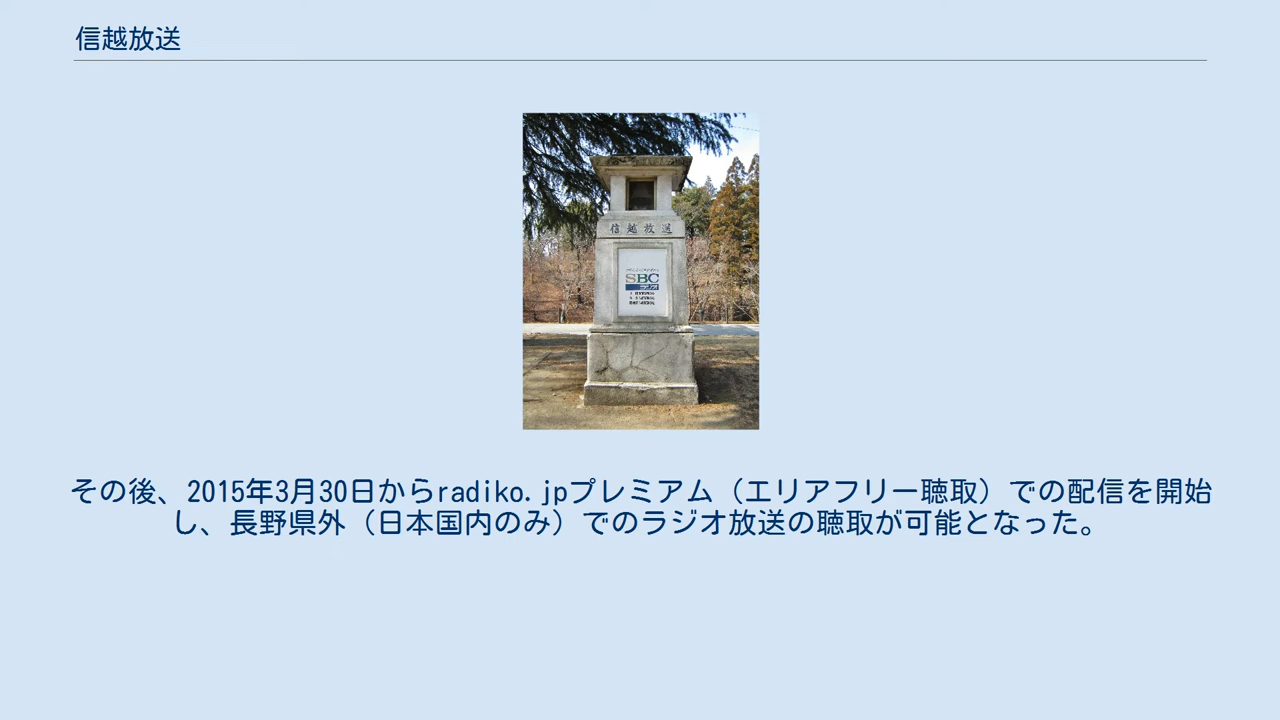 信越放送
信越放送
SBC
ラジオ
その後、2015年3月30日からradiko.jpプレミアム（エリアフリー聴取）での配信を開始
し、長野県外（日本国内のみ）でのラジオ放送の聴取が可能となった。